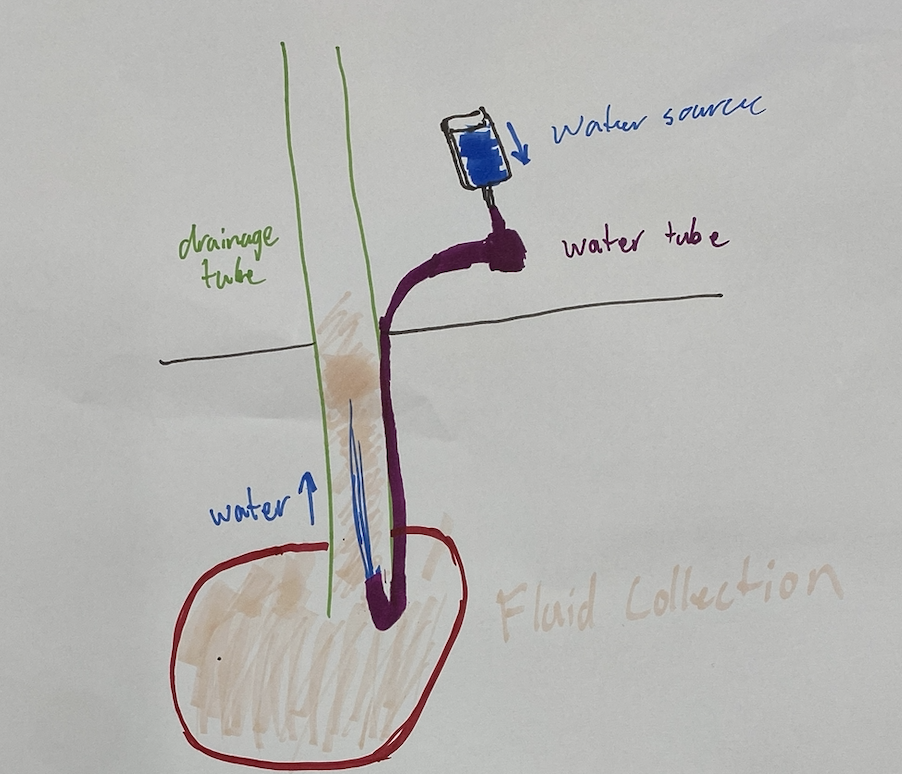 Water source
drainage
tube
water tube
water
Fluid Collection